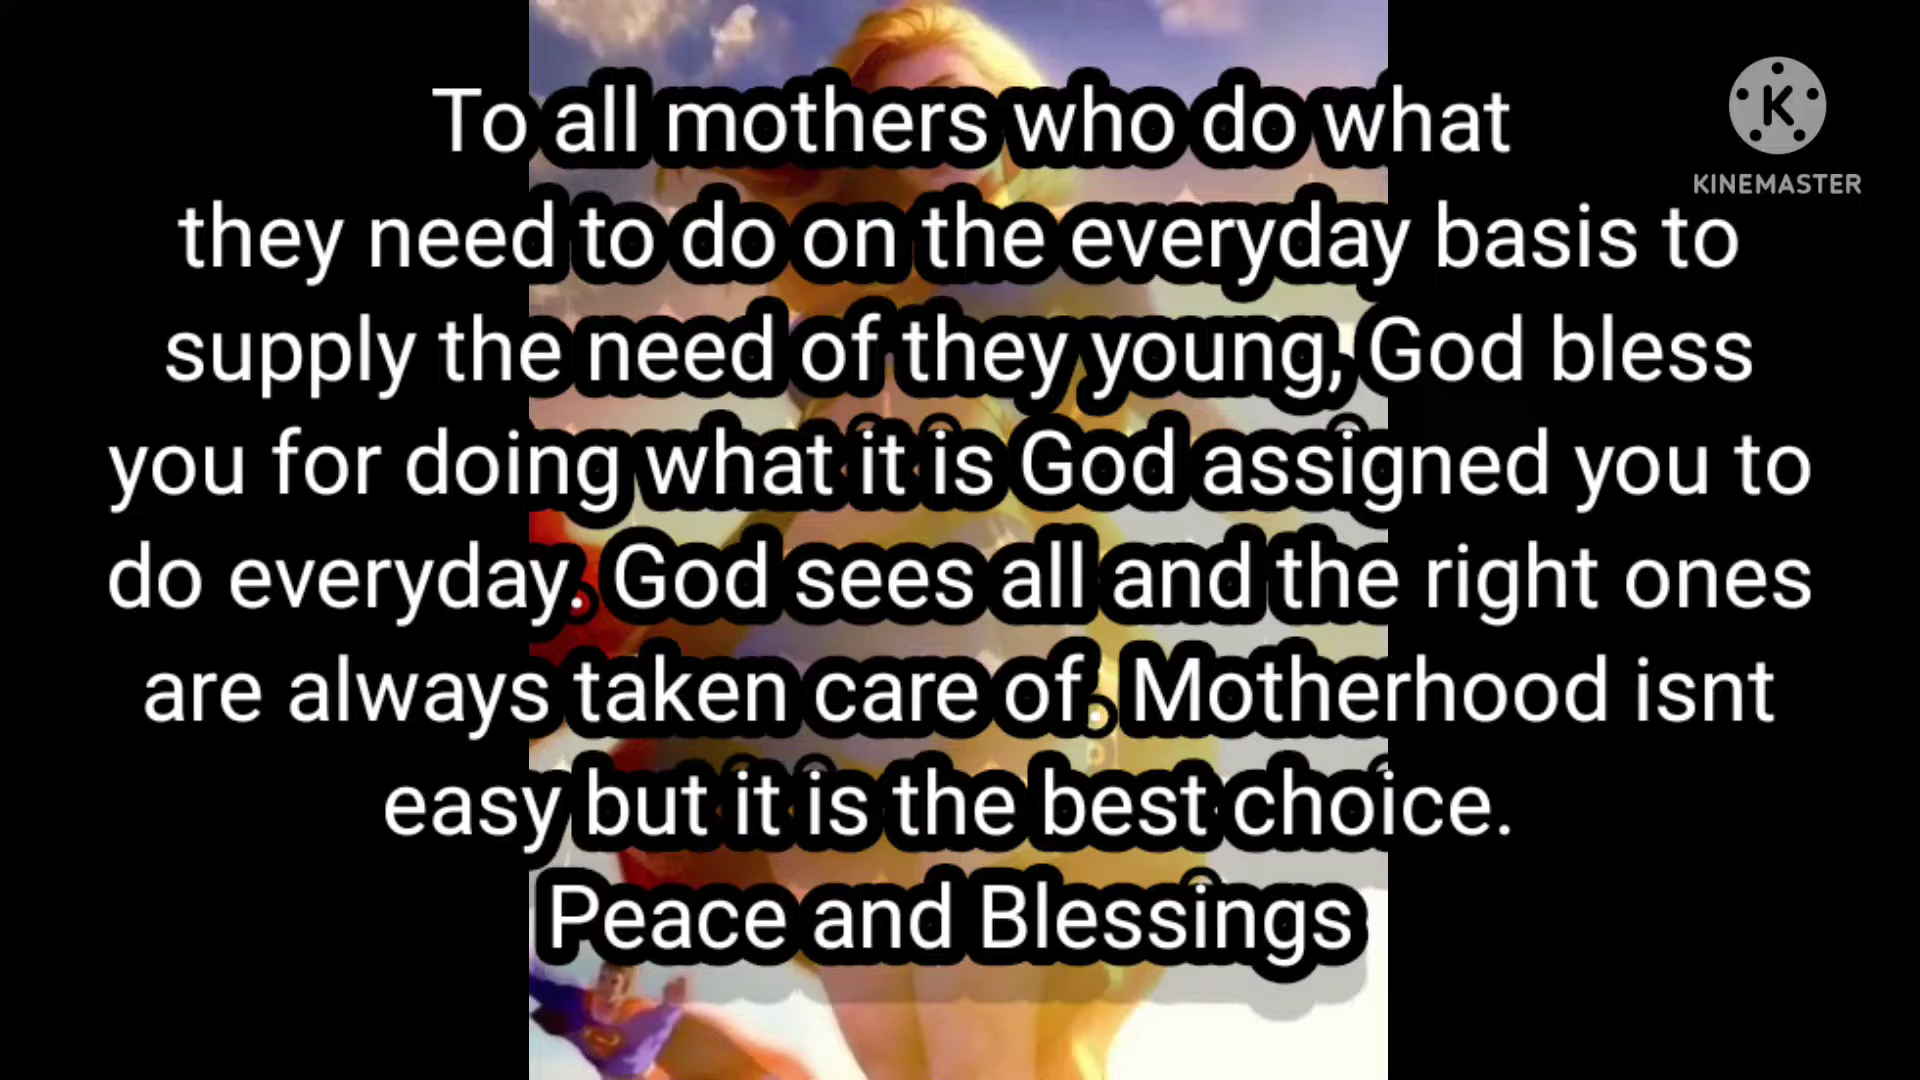 To all mothers who do what
they need to do on the everyday basis to
supply the need of they young, God bless
you for doing what it is God assigned you to
do everyday. God sees all and the right ones
are always taken care of. Motherhood isnt
easy but it is the best choice.
Peace and Blessings
K
KINEMASTER